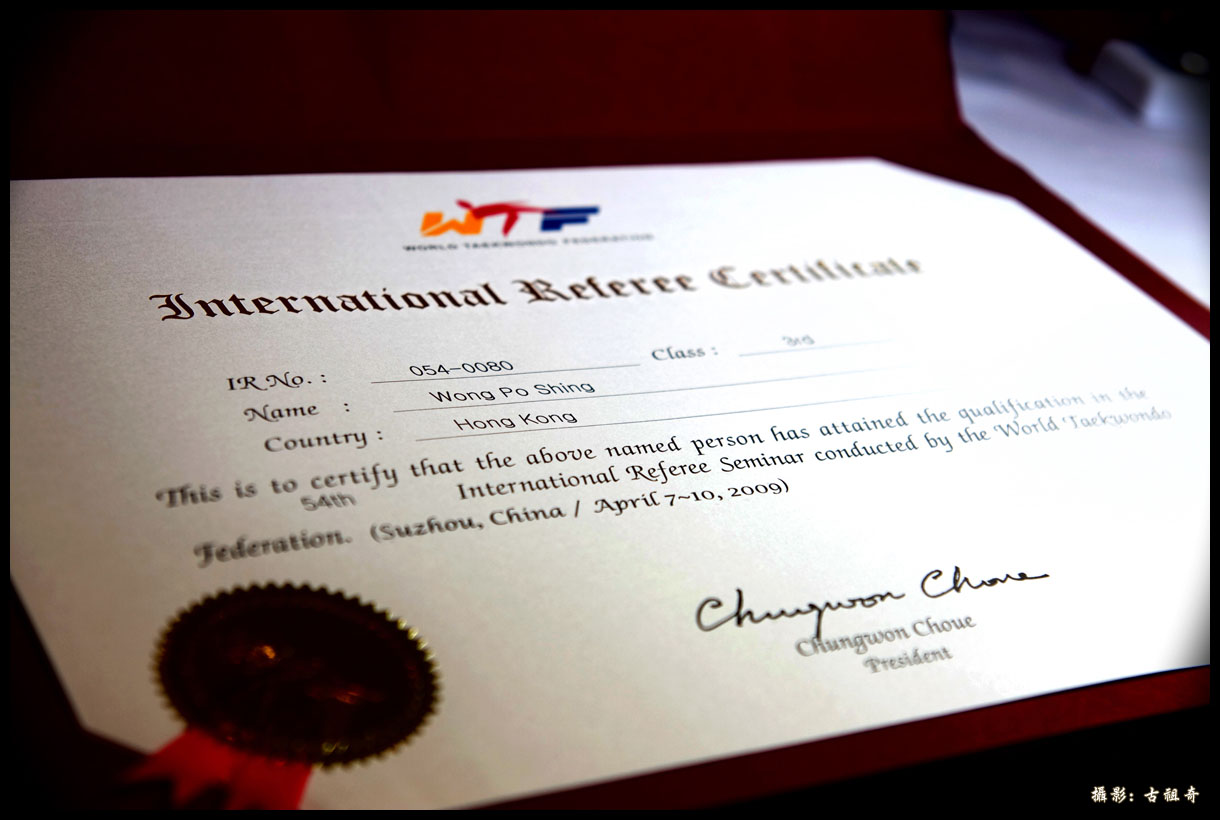 WTF
WORLD TAEKWONDO FEDERATION
International Referee Certificate
IR No. : 054-0080 Class : 3rd
Name : Wong Po Shing
Country : Hong Kong
This is to certify that the above named person has attained the qualification in the
54th International Referee Seminar conducted by the World Taekwondo
Federation. (Suzhou, China / April 7~10, 2009)
Chungwon Choue
Chungwon Choue
President
攝影: 古祖奇